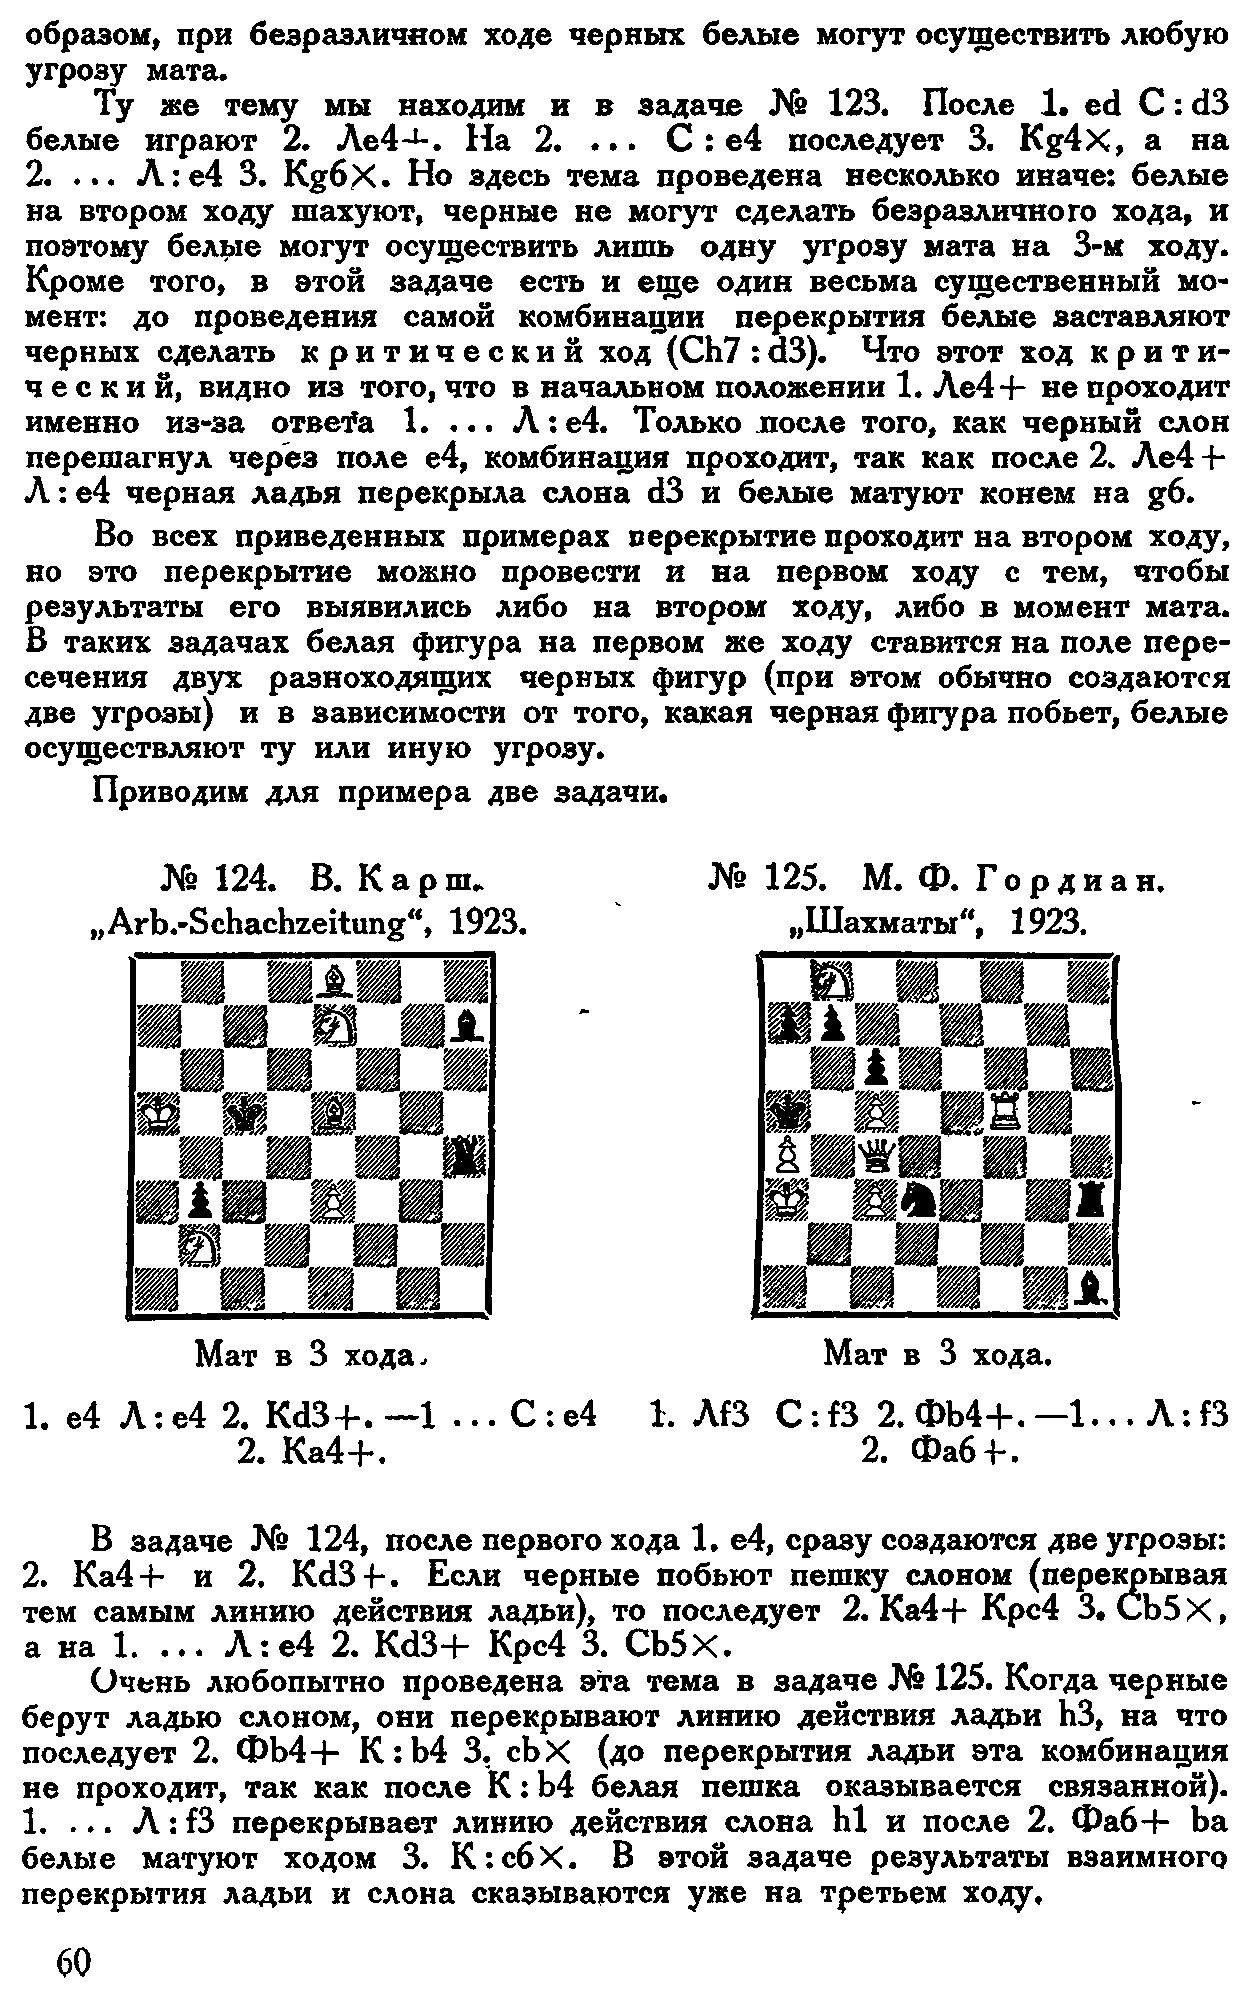 образом, при безразличном ходе черных белые могут осуществить любую
угрозу мата.
Ту же тему мы находим и в задаче № 123. После 1. ed С : d3
белые играют 2. Ле4+. На 2. ... С : е4 последует 3. Kg4×, а на
2. ... Л : е4 3. Kg6×. Но здесь тема проведена несколько иначе: белые
на втором ходу шахуют, черные не могут сделать безразличного хода, и
поэтому белые могут осуществить лишь одну угрозу мата на 3-м ходу.
Кроме того, в этой задаче есть и еще один весьма существенный мо-
мент: до проведения самой комбинации перекрытия белые заставляют
черных сделать критический ход (Ch7 : d3). Что этот ход крити-
ческий, видно из того, что в начальном положении 1. Ле4+ не проходит
именно из-за ответа 1. ... Л : е4. Только после того, как черный слон
перешагнул через поле е4, комбинация проходит, так как после 2. Ле4+
Л : е4 черная ладья перекрыла слона d3 и белые матуют конем на g6.
Во всех приведенных примерах перекрытие проходит на втором ходу,
но это перекрытие можно провести и на первом ходу с тем, чтобы
результаты его выявились либо на втором ходу, либо в момент мата.
В таких задачах белая фигура на первом же ходу ставится на поле пере-
сечения двух разноходящих черных фигур (при этом обычно создаются
две угрозы) и в зависимости от того, какая черная фигура побьет, белые
осуществляют ту или иную угрозу.
Приводим для примера две задачи.
№ 124. В. Карш.
„Arb.-Schachzeitung“, 1923.
Мат в 3 хода.
1. е4 Л : е4 2. Kd3+. —1 ... С : е4
2. Ка4+.
№ 125. М. Ф. Гордиан.
„Шахматы“, 1923.
Мат в 3 хода.
1. Лf3 С : f3 2. Фb4+. —1... Л : f3
2. Фа6+.
В задаче № 124, после первого хода 1. е4, сразу создаются две угрозы:
2. Ка4+ и 2. Kd3+. Если черные побьют пешку слоном (перекрывая
тем самым линию действия ладьи), то последует 2. Ка4+ Крс4 3. Сb5×,
а на 1. ... Л : е4 2. Kd3+ Крс4 3. Сb5×.
Очень любопытно проведена эта тема в задаче № 125. Когда черные
берут ладью слоном, они перекрывают линию действия ладьи h3, на что
последует 2. Фb4+ К : b4 3. cb× (до перекрытия ладьи эта комбинация
не проходит, так как после К : b4 белая пешка оказывается связанной).
1. ... Л : f3 перекрывает линию действия слона h1 и после 2. Фа6+ ba
белые матуют ходом 3. К : с6×. В этой задаче результаты взаимного
перекрытия ладьи и слона сказываются уже на третьем ходу.
60